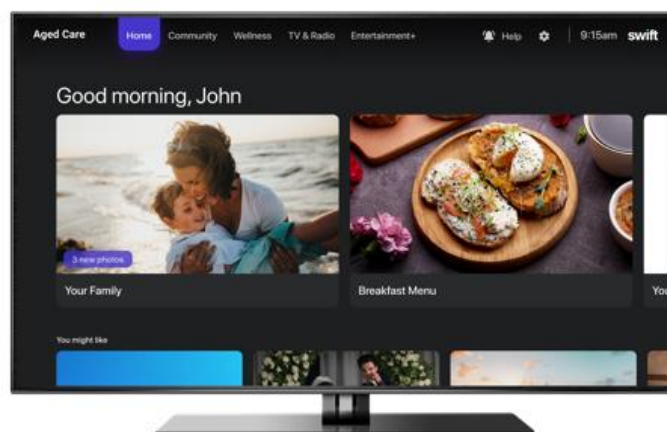 Aged Care Home Community Wellness TV & Radio Entertainment+ Help 9:15am swift
Good morning, John
3 new photos
Your Family Breakfast Menu You
You might like